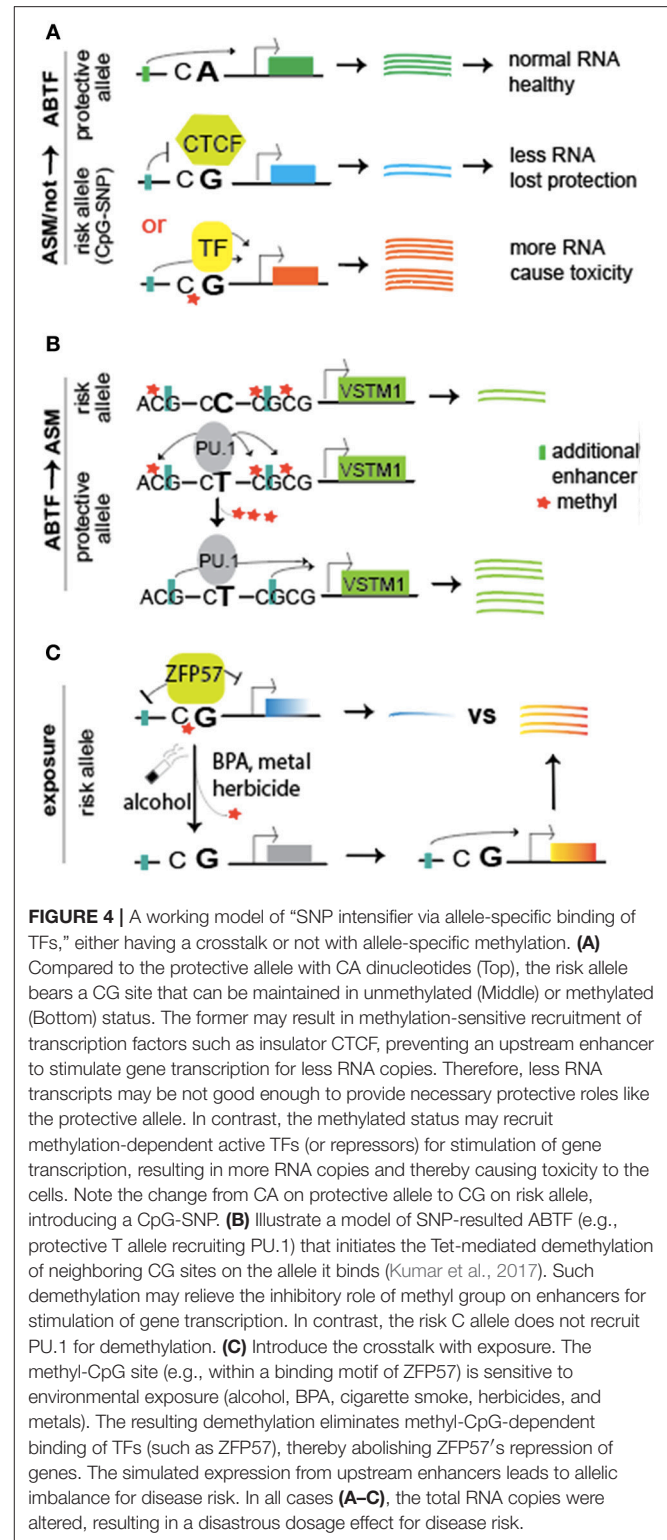 A
ASM/not → ABTF
protective
allele
C A
normal RNA
healthy
risk allele
(CpG-SNP)
CTCF
C G
less RNA
lost protection
or
TF
C G
more RNA
cause toxicity
B
ABTF → ASM
risk
allele
ACG C C CGCG
VSTM1
protective
allele
PU.1
ACG C T CGCG
VSTM1
additional
enhancer
methyl
PU.1
ACG C T CGCG
VSTM1
C
exposure
risk allele
ZFP57
C G
vs
alcohol
BPA, metal
herbicide
C G
C G
FIGURE 4 | A working model of “SNP intensifier via allele-specific binding of
TFs,” either having a crosstalk or not with allele-specific methylation. (A)
Compared to the protective allele with CA dinucleotides (Top), the risk allele
bears a CG site that can be maintained in unmethylated (Middle) or methylated
(Bottom) status. The former may result in methylation-sensitive recruitment of
transcription factors such as insulator CTCF, preventing an upstream enhancer
to stimulate gene transcription for less RNA copies. Therefore, less RNA
transcripts may be not good enough to provide necessary protective roles like
the protective allele. In contrast, the methylated status may recruit
methylation-dependent active TFs (or repressors) for stimulation of gene
transcription, resulting in more RNA copies and thereby causing toxicity to the
cells. Note the change from CA on protective allele to CG on risk allele,
introducing a CpG-SNP. (B) Illustrate a model of SNP-resulted ABTF (e.g.,
protective T allele recruiting PU.1) that initiates the Tet-mediated demethylation
of neighboring CG sites on the allele it binds (Kumar et al., 2017). Such
demethylation may relieve the inhibitory role of methyl group on enhancers for
stimulation of gene transcription. In contrast, the risk C allele does not recruit
PU.1 for demethylation. (C) Introduce the crosstalk with exposure. The
methyl-CpG site (e.g., within a binding motif of ZFP57) is sensitive to
environmental exposure (alcohol, BPA, cigarette smoke, herbicides, and
metals). The resulting demethylation eliminates methyl-CpG-dependent
binding of TFs (such as ZFP57), thereby abolishing ZFP57′s repression of
genes. The simulated expression from upstream enhancers leads to allelic
imbalance for disease risk. In all cases (A–C), the total RNA copies were
altered, resulting in a disastrous dosage effect for disease risk.